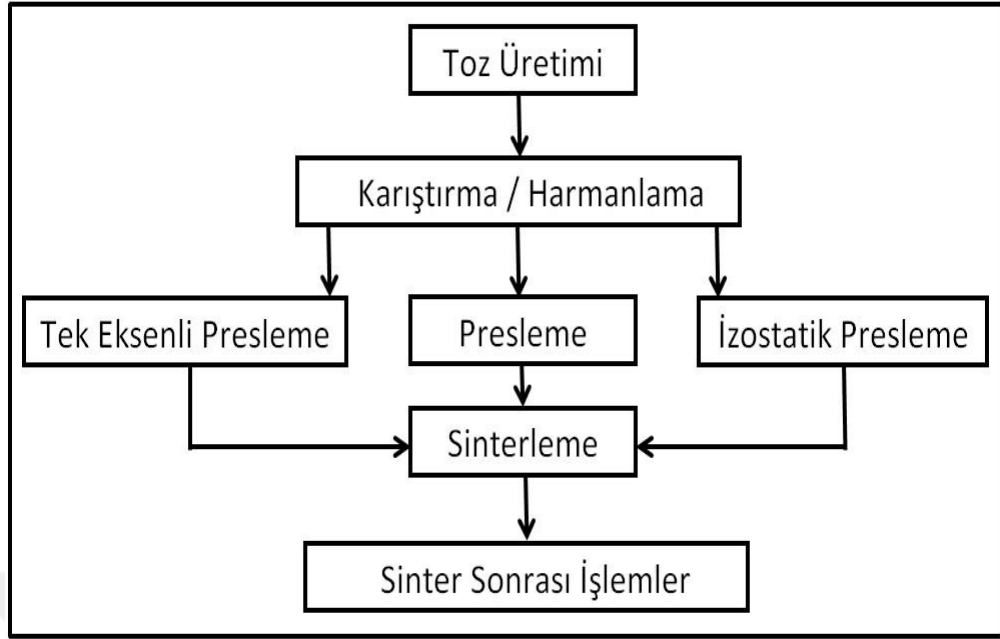 Toz Üretimi
Karıştırma / Harmanlama
Tek Eksenli Presleme
Presleme
İzostatik Presleme
Sinterleme
Sinter Sonrası İşlemler